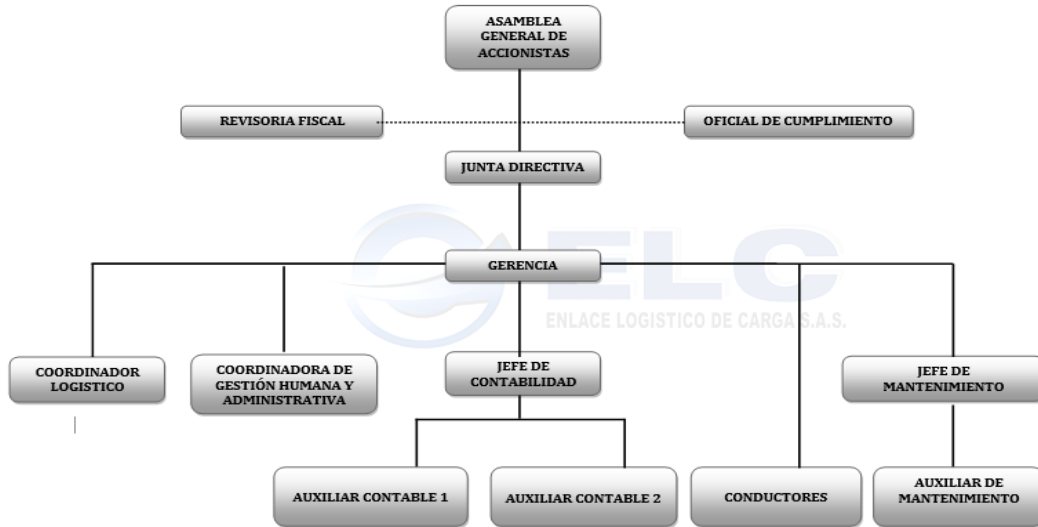 ASAMBLEA
GENERAL DE
ACCIONISTAS
REVISORIA FISCAL
OFICIAL DE CUMPLIMIENTO
JUNTA DIRECTIVA
GERENCIA
ELC
ENLACE LOGISTICO DE CARGA S.A.S.
COORDINADOR
LOGISTICO
COORDINADORA DE
GESTIÓN HUMANA Y
ADMINISTRATIVA
JEFE DE
CONTABILIDAD
JEFE DE
MANTENIMIENTO
AUXILIAR CONTABLE 1
AUXILIAR CONTABLE 2
CONDUCTORES
AUXILIAR DE
MANTENIMIENTO